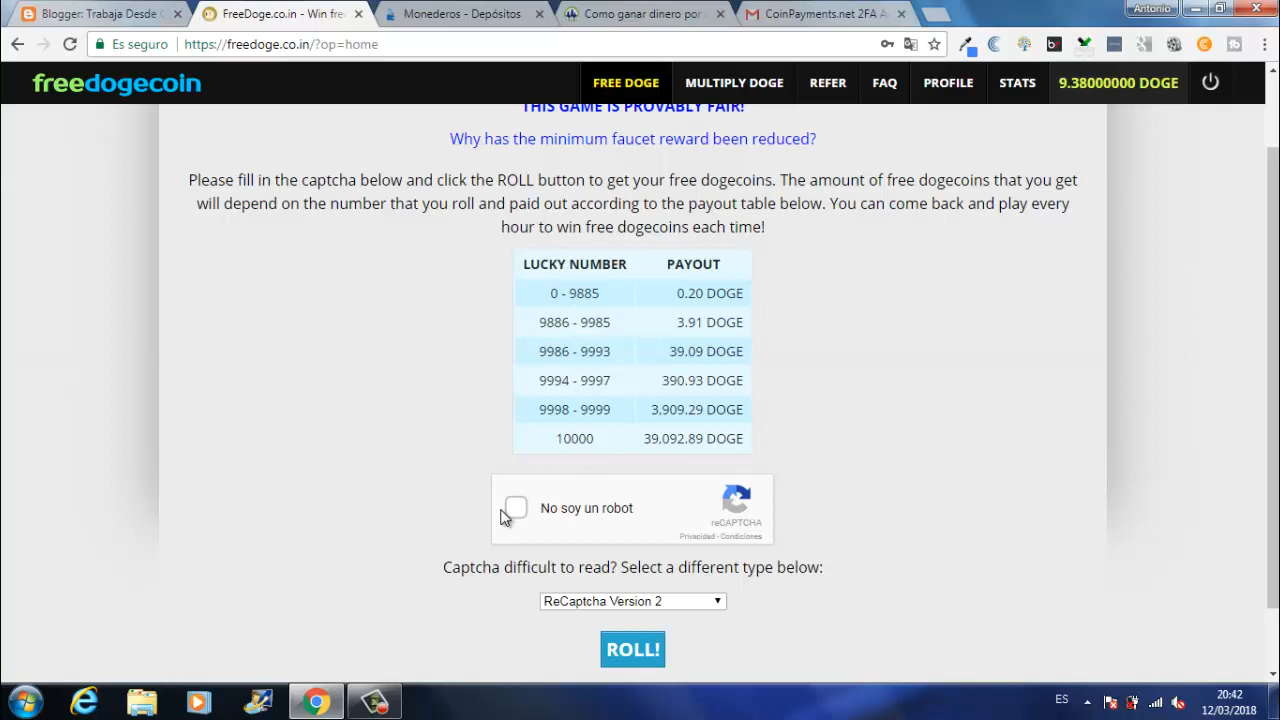 Blogger: Trabaja Desde C
FreeDoge.co.in - Win fre
Monederos - Depósitos
Como ganar dinero por
CoinPayments.net 2FA A
Antonio
Es seguro
https://freedoge.co.in/?op=home
freedogecoin
FREE DOGE
MULTIPLY DOGE
REFER
FAQ
PROFILE
STATS
9.38000000 DOGE
THIS GAME IS PROVABLY FAIR!
Why has the minimum faucet reward been reduced?
Please fill in the captcha below and click the ROLL button to get your free dogecoins. The amount of free dogecoins that you get
will depend on the number that you roll and paid out according to the payout table below. You can come back and play every
hour to win free dogecoins each time!
LUCKY NUMBER PAYOUT
0 - 9885 0.20 DOGE
9886 - 9985 3.91 DOGE
9986 - 9993 39.09 DOGE
9994 - 9997 390.93 DOGE
9998 - 9999 3,909.29 DOGE
10000 39,092.89 DOGE
No soy un robot
reCAPTCHA
Privacidad - Condiciones
Captcha difficult to read? Select a different type below:
ReCaptcha Version 2
ROLL!
ES
20:42
12/03/2018